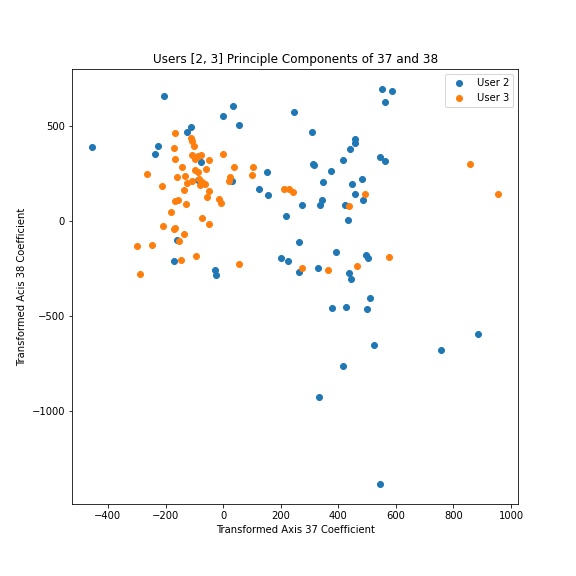 Users [2, 3] Principle Components of 37 and 38
User 2
User 3
500
0
−500
−1000
Transformed Acis 38 Coefficient
−400
−200
0
200
400
600
800
1000
Transformed Axis 37 Coefficient